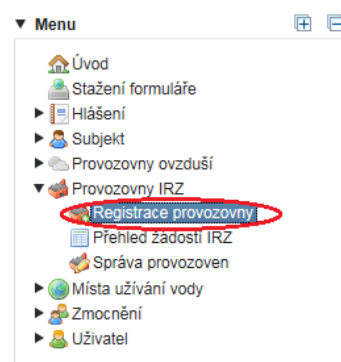 Menu
Úvod
Stažení formuláře
Hlášení
Subjekt
Provozovny ovzduší
Provozovny IRZ
Registrace provozovny
Přehled žádostí IRZ
Správa provozoven
Místa užívání vody
Zmocnění
Uživatel